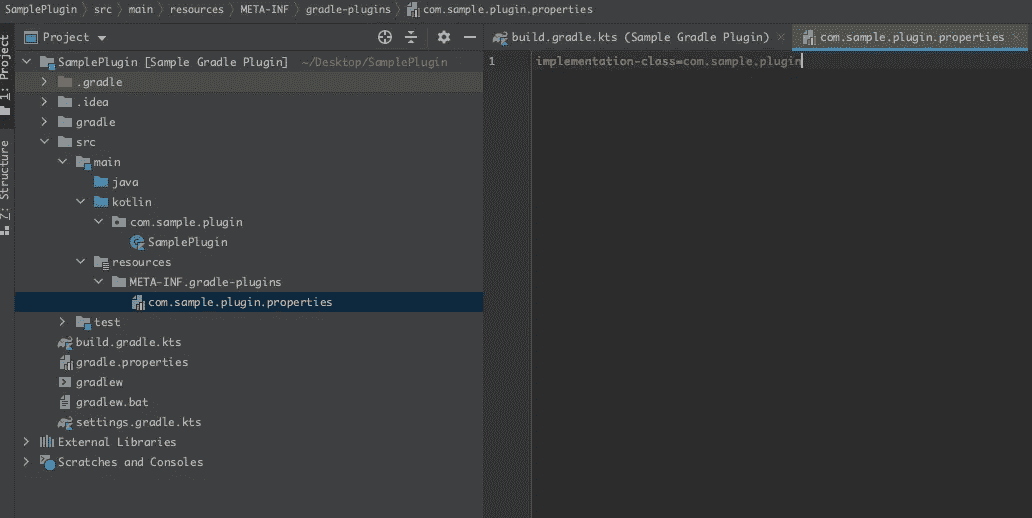 SamplePlugin src main resources META-INF gradle-plugins com.sample.plugin.properties
1: Project
7: Structure
Project
build.gradle.kts (Sample Gradle Plugin) com.sample.plugin.properties
SamplePlugin [Sample Gradle Plugin] ~/Desktop/SamplePlugin
.gradle
.idea
gradle
src
main
java
kotlin
com.sample.plugin
SamplePlugin
resources
META-INF.gradle-plugins
com.sample.plugin.properties
test
build.gradle.kts
gradle.properties
gradlew
gradlew.bat
settings.gradle.kts
External Libraries
Scratches and Consoles
1 implementation-class=com.sample.plugin